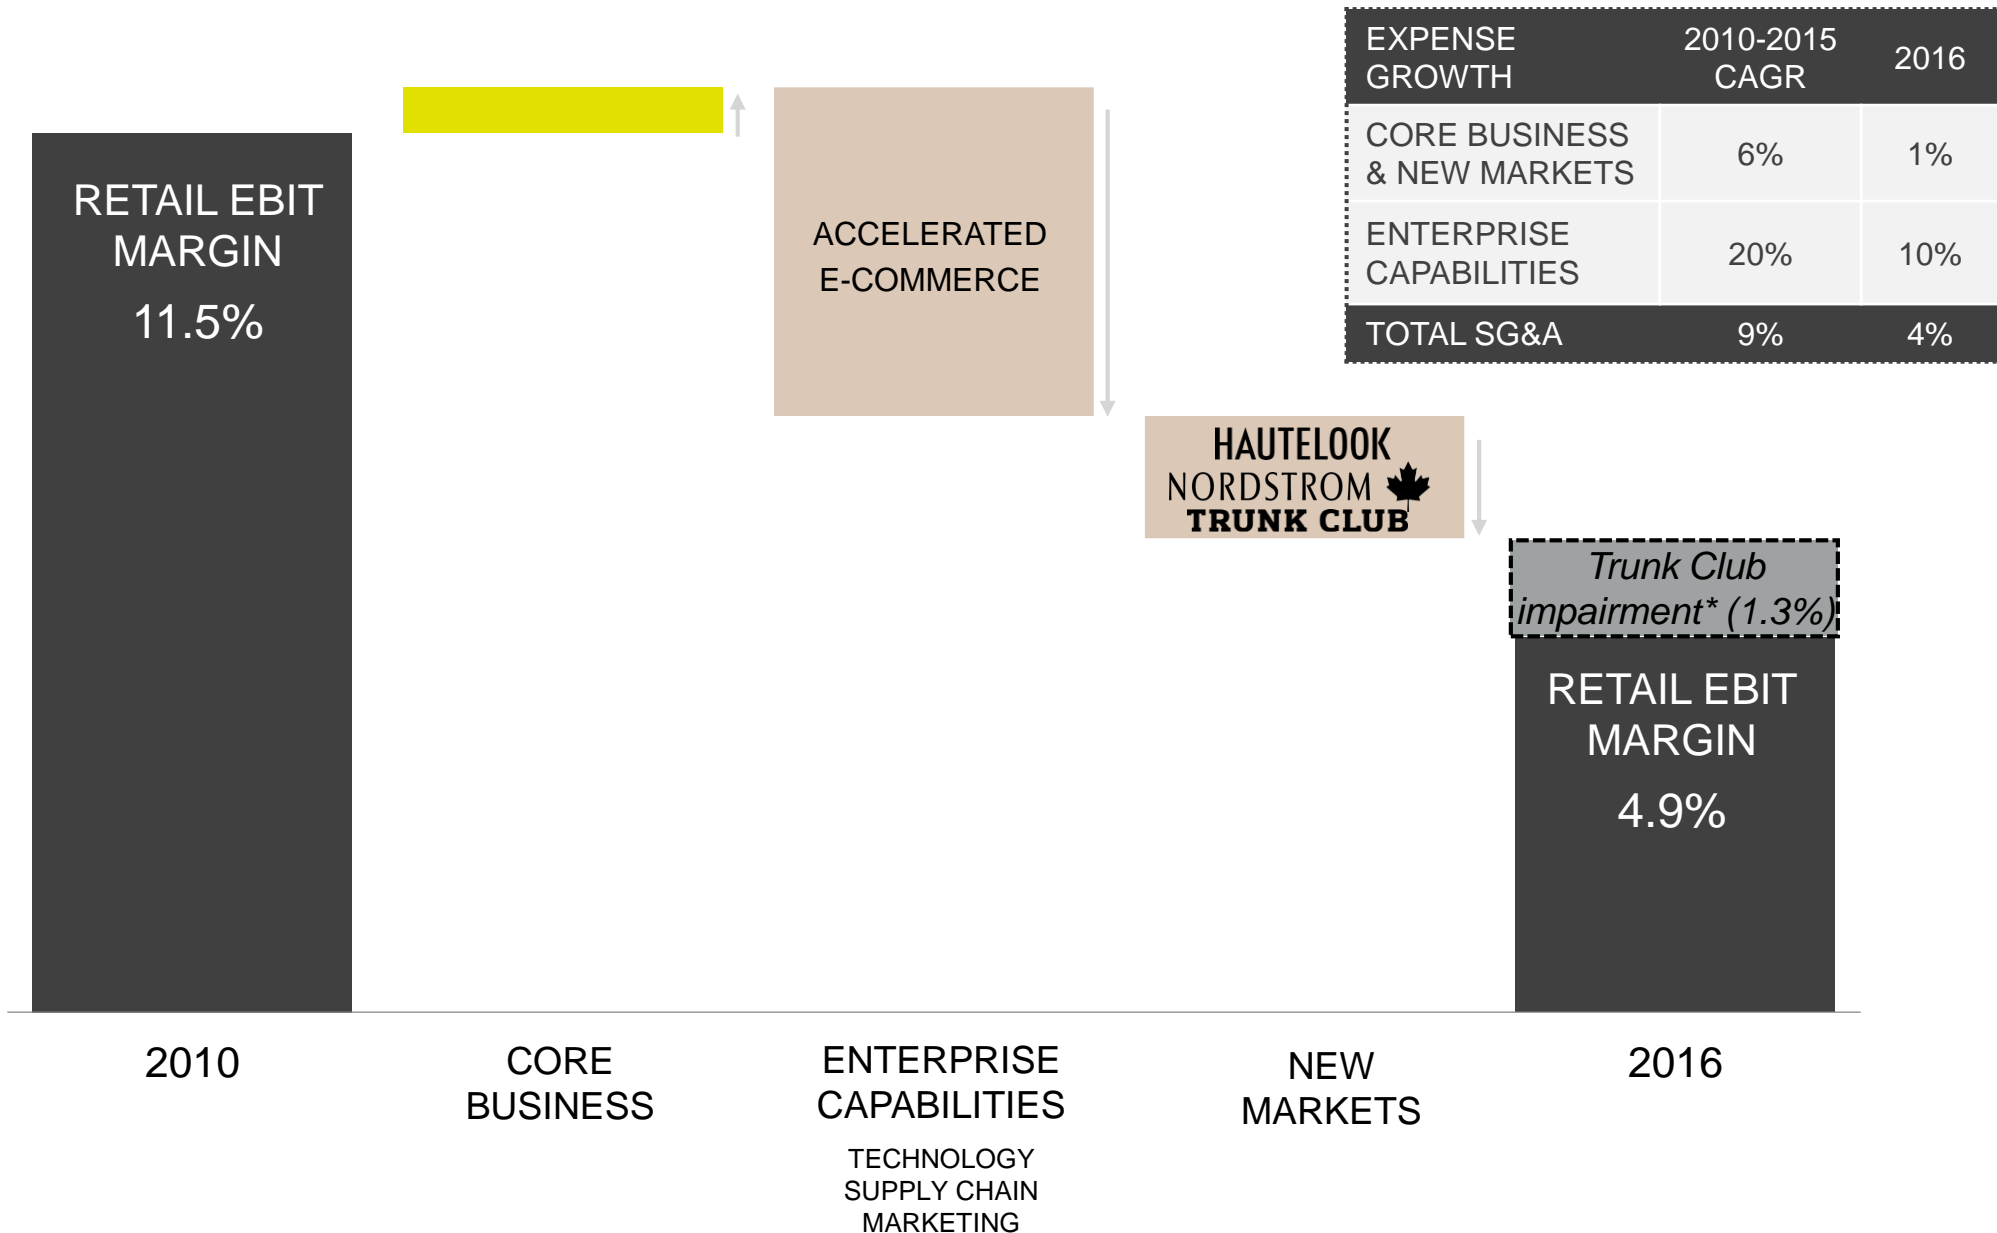 EXPENSE GROWTH
2010-2015 CAGR
2016
CORE BUSINESS & NEW MARKETS
6%
1%
ENTERPRISE CAPABILITIES
20%
10%
TOTAL SG&A
9%
4%
RETAIL EBIT
MARGIN
11.5%
ACCELERATED
E-COMMERCE
HAUTELOOK
NORDSTROM
TRUNK CLUB
Trunk Club
impairment* (1.3%)
RETAIL EBIT
MARGIN
4.9%
2010
CORE
BUSINESS
ENTERPRISE
CAPABILITIES
TECHNOLOGY
SUPPLY CHAIN
MARKETING
NEW
MARKETS
2016